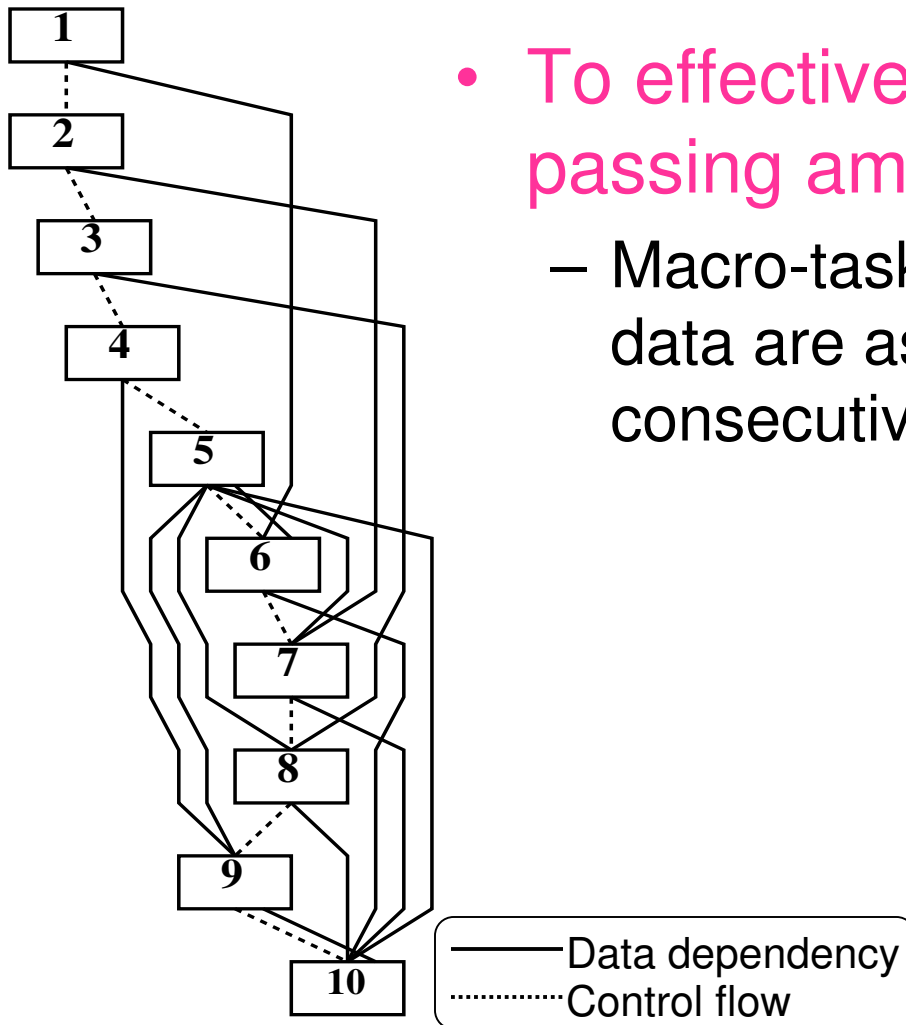 1
2
3
4
5
6
7
8
9
10
• To effective
passing am
– Macro-task
data are as
consecutiv
Data dependency
Control flow